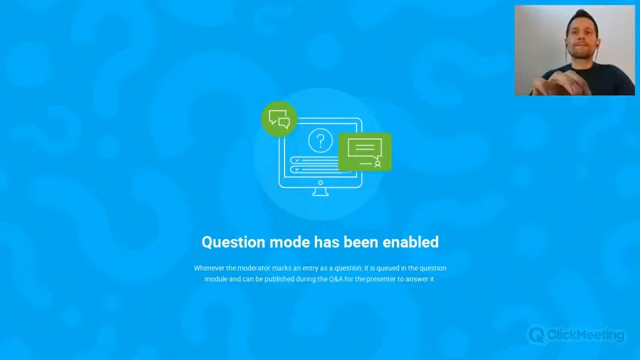 ?
Question mode has been enabled
Whenever the moderator marks an entry as a question, it is queued in the question
module and can be published during the Q&A for the presenter to answer it.
ClickMeeting